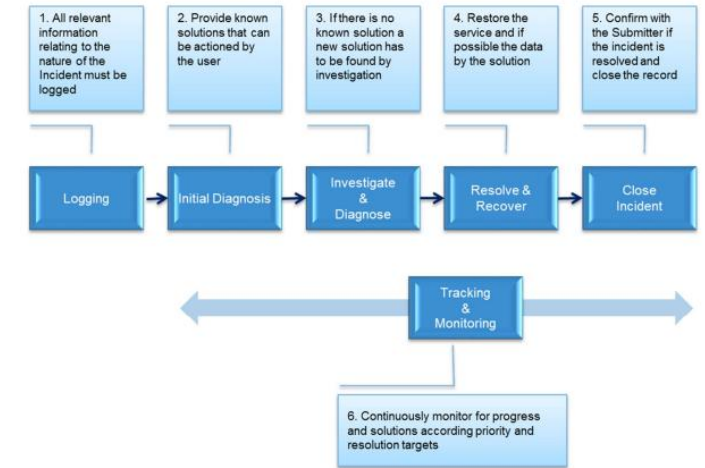 1. All relevant
information
relating to the
nature of the
Incident must be
logged
2. Provide known
solutions that can
be actioned by
the user
3. If there is no
known solution a
new solution has
to be found by
investigation
4. Restore the
service and if
possible the data
by the solution
5. Confirm with
the Submitter if
the incident is
resolved and
close the record
Logging
Initial Diagnosis
Investigate
&
Diagnose
Resolve &
Recover
Close
Incident
Tracking
&
Monitoring
6. Continuously monitor for progress
and solutions according priority and
resolution targets